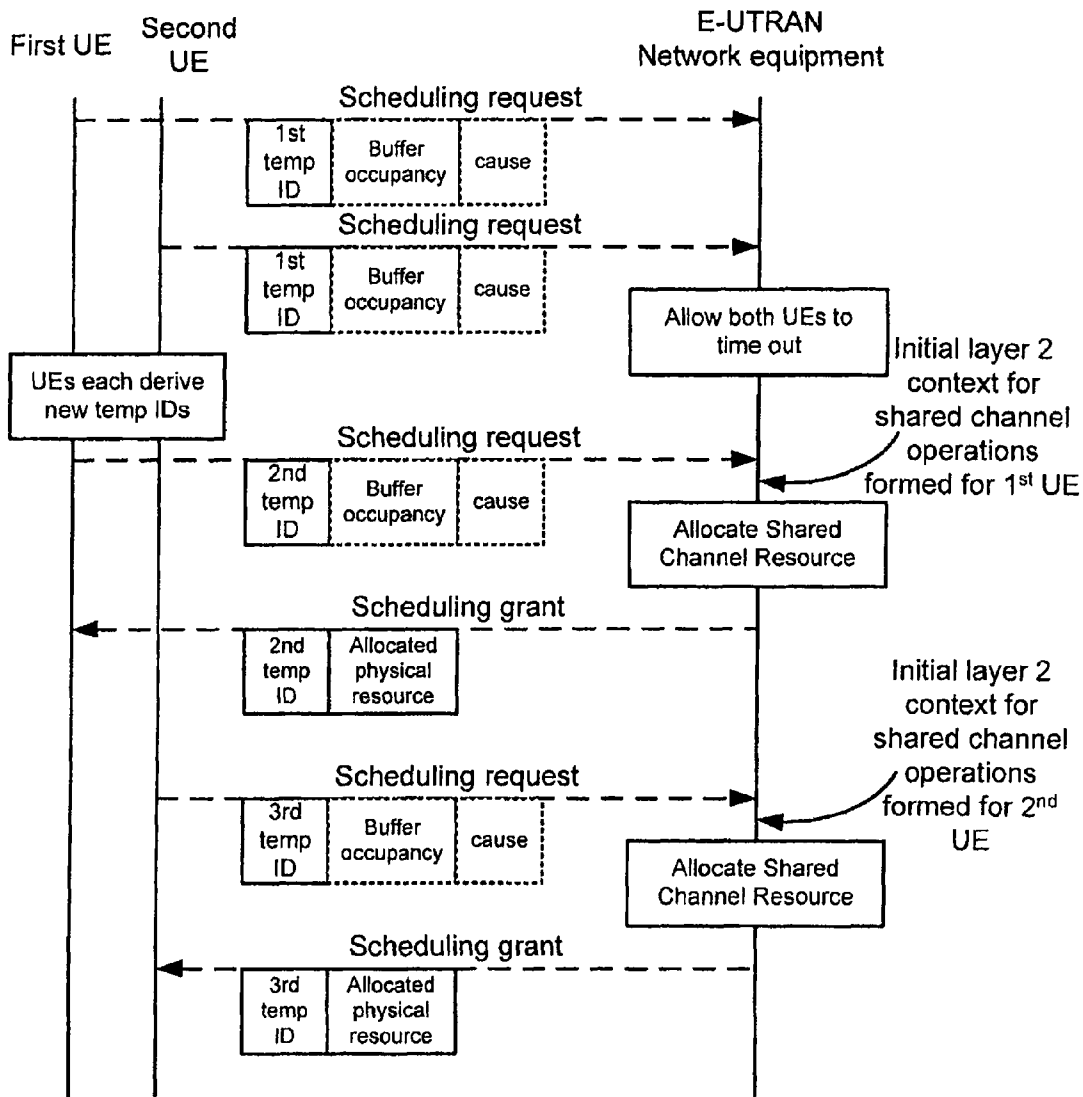 First UE
Second
UE
E-UTRAN
Network equipment
Scheduling request
1st
temp
ID
Buffer
occupancy
cause
Scheduling request
1st
temp
ID
Buffer
occupancy
cause
Allow both UEs to
time out
Initial layer 2
context for
shared channel
operations
formed for 1st UE
UEs each derive
new temp IDs
Scheduling request
2nd
temp
ID
Buffer
occupancy
cause
Allocate Shared
Channel Resource
Scheduling grant
2nd
temp
ID
Allocated
physical
resource
Initial layer 2
context for
shared channel
operations
formed for 2nd
UE
Scheduling request
3rd
temp
ID
Buffer
occupancy
cause
Allocate Shared
Channel Resource
Scheduling grant
3rd
temp
ID
Allocated
physical
resource